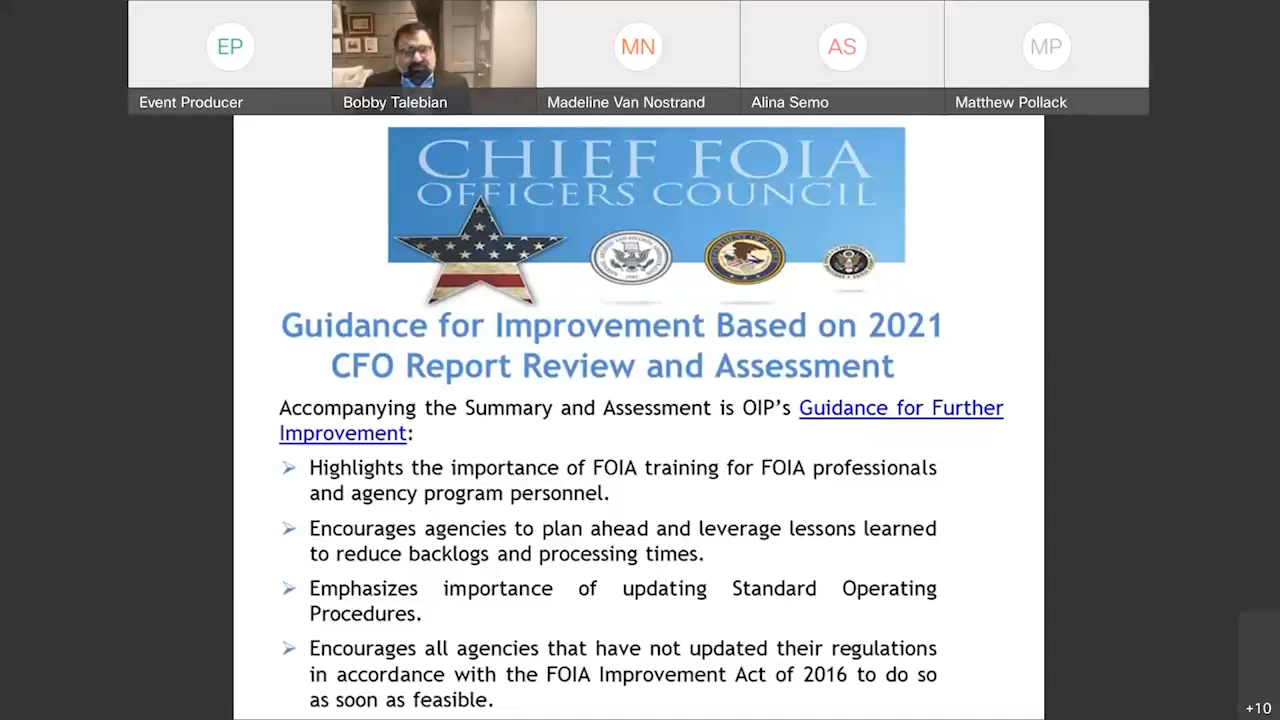 EP
MN
AS
MP
Event Producer
Bobby Talebian
Madeline Van Nostrand
Alina Semo
Matthew Pollack
CHIEF FOIA
OFFICERS COUNCIL
Guidance for Improvement Based on 2021
CFO Report Review and Assessment
Accompanying the Summary and Assessment is OIP’s Guidance for Further
Improvement:
Highlights the importance of FOIA training for FOIA professionals
and agency program personnel.
Encourages agencies to plan ahead and leverage lessons learned
to reduce backlogs and processing times.
Emphasizes importance of updating Standard Operating
Procedures.
Encourages all agencies that have not updated their regulations
in accordance with the FOIA Improvement Act of 2016 to do so
as soon as feasible.
+10